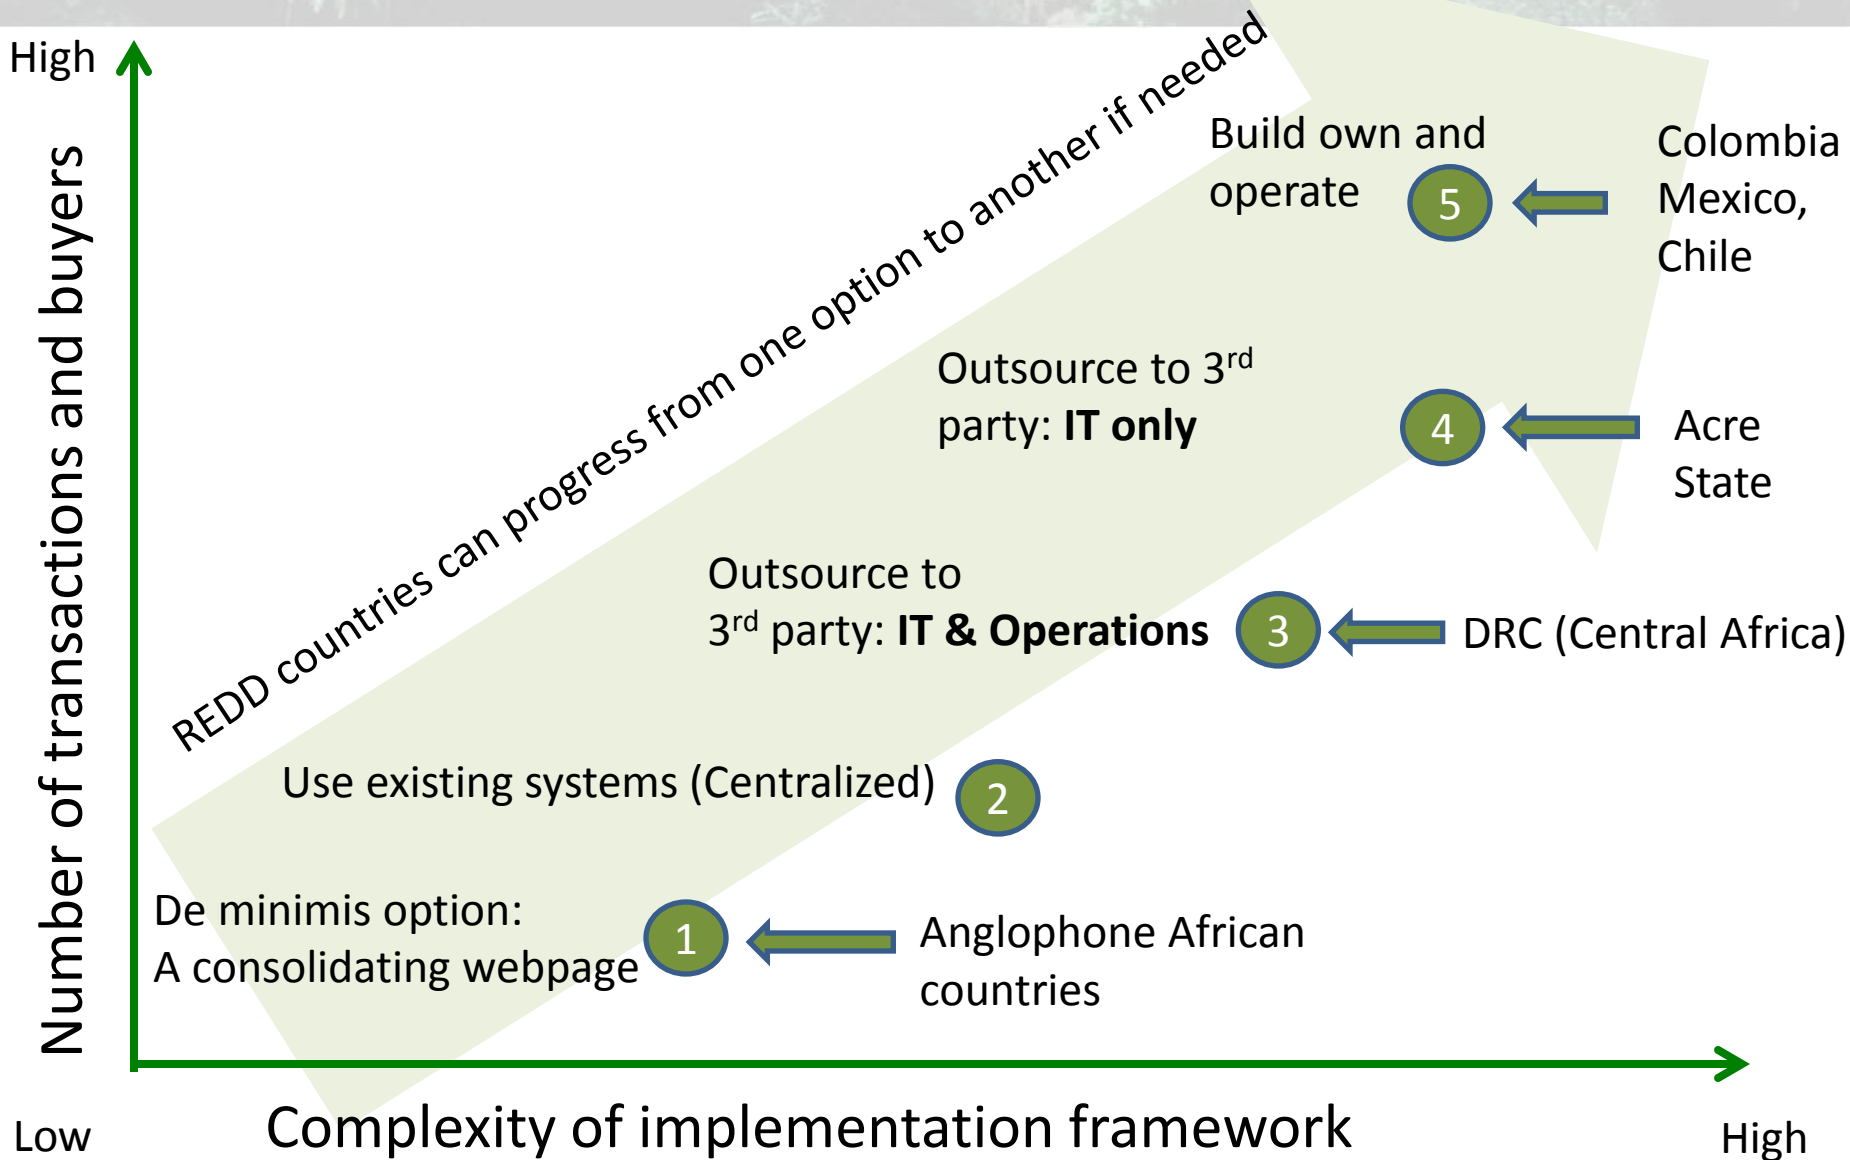 High
Number of transactions and buyers
REDD countries can progress from one option to another if needed
Build own and
operate
5
Colombia
Mexico,
Chile
Outsource to 3rd
party: IT only
4
Acre
State
Outsource to
3rd party: IT & Operations
3
DRC (Central Africa)
Use existing systems (Centralized)
2
De minimis option:
A consolidating webpage
1
Anglophone African
countries
Low
Complexity of implementation framework
High